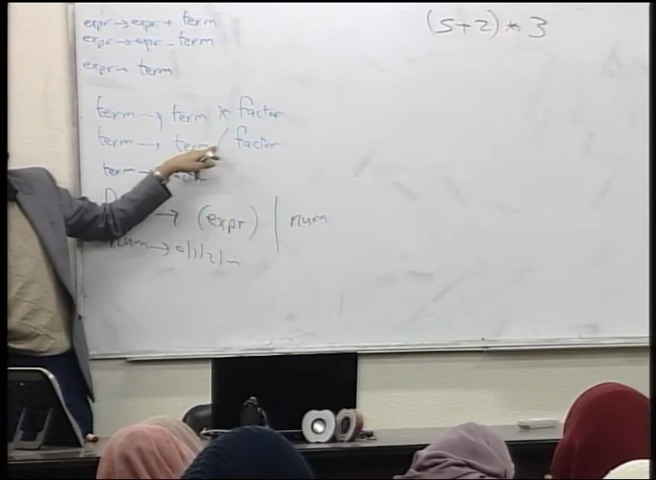 expr → expr + term
expr → expr - term
expr → term
(5+2) * 3
term → term * factor
term → term / factor
term →
→ (expr) | num
num → 0|1|2|~